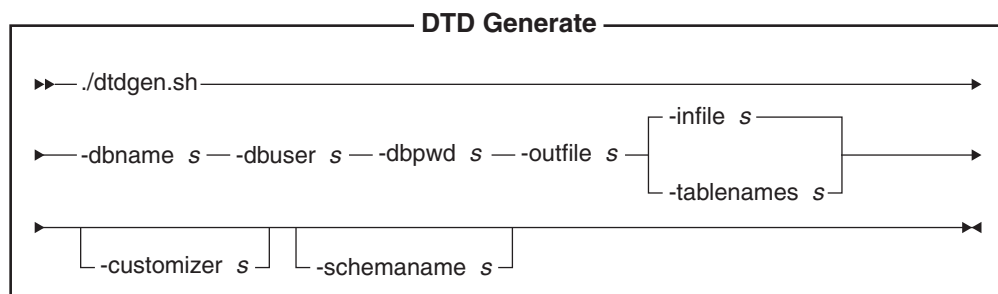 DTD Generate
./dtdgen.sh
-infile s
-dbname s -dbuser s -dbpwd s -outfile s
-tablenames s
-customizer s -schemaname s